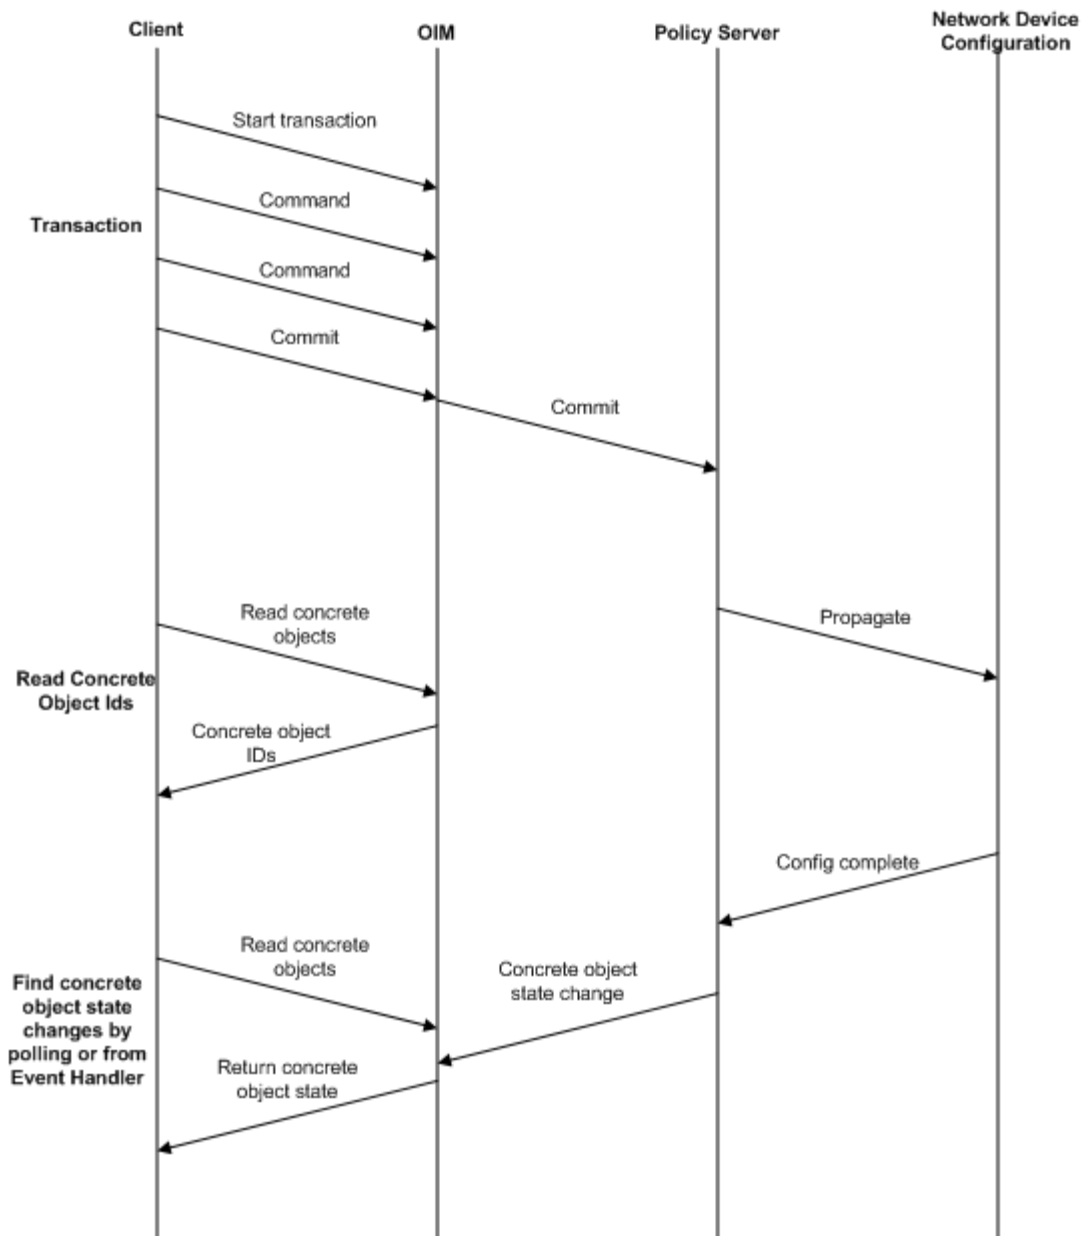 Client
OIM
Policy Server
Network Device
Configuration
Start transaction
Command
Transaction
Command
Commit
Commit
Read concrete
objects
Propagate
Read Concrete
Object Ids
Concrete object
IDs
Config complete
Read concrete
objects
Concrete object
state change
Find concrete
object state
changes by
polling or from
Event Handler
Return concrete
object state